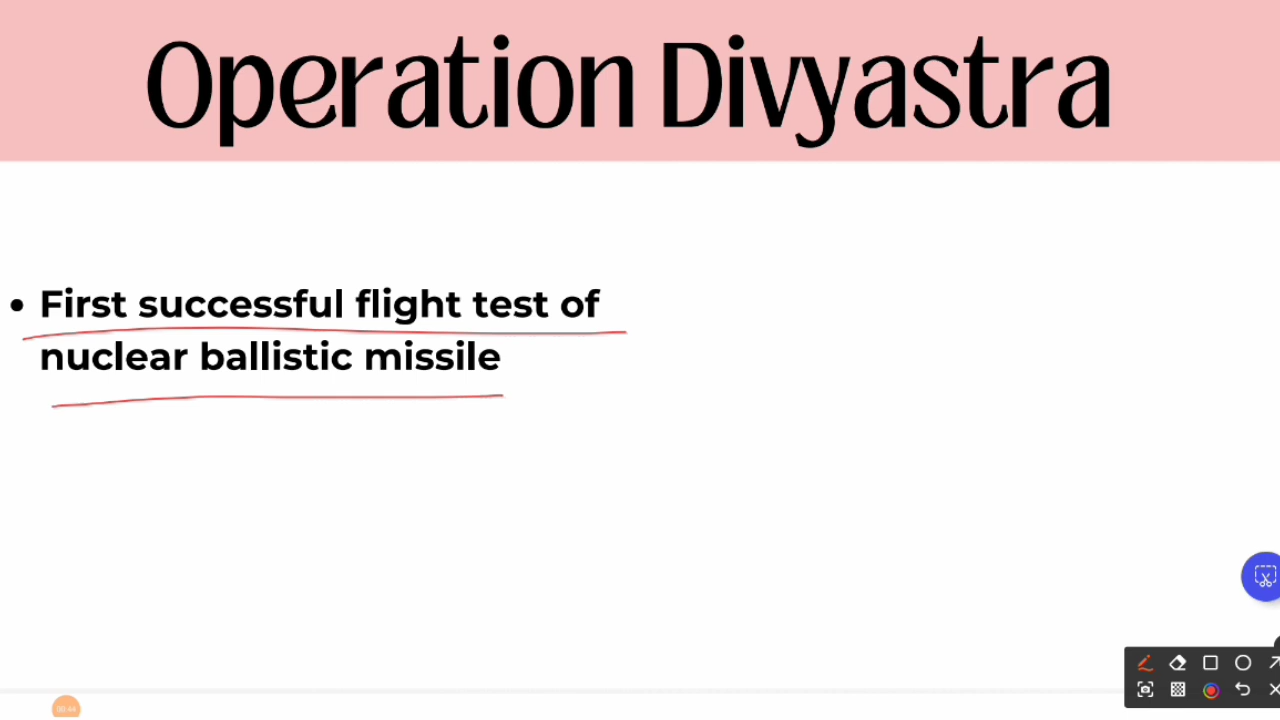 Operation Divyastra
• First successful flight test of
nuclear ballistic missile